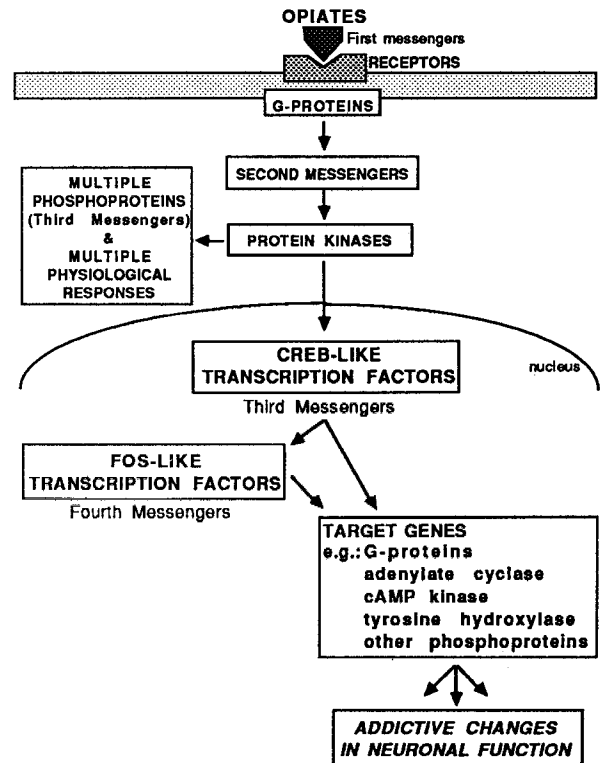 OPIATES
First messengers
RECEPTORS
G-PROTEINS
SECOND MESSENGERS
MULTIPLE
PHOSPHOPROTEINS
(Third Messengers)
&
MULTIPLE
PHYSIOLOGICAL
RESPONSES
PROTEIN KINASES
CREB-LIKE
TRANSCRIPTION FACTORS
nucleus
Third Messengers
FOS-LIKE
TRANSCRIPTION FACTORS
Fourth Messengers
TARGET GENES
e.g.: G-proteins
adenylate cyclase
cAMP kinase
tyrosine hydroxylase
other phosphoproteins
ADDICTIVE CHANGES
IN NEURONAL FUNCTION